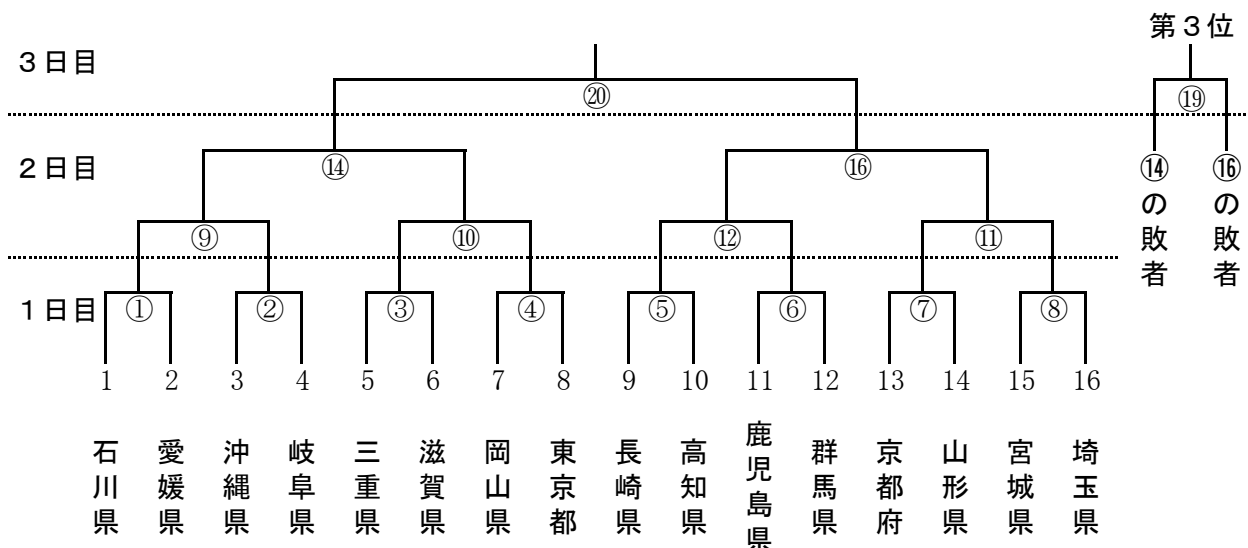 第３位
３日目
⑳
⑲
２日目
⑭
⑯
⑭の敗者
⑯の敗者
⑨
⑩
⑫
⑪
１日目
①
②
③
④
⑤
⑥
⑦
⑧
1 2 3 4 5 6 7 8 9 10 11 12 13 14 15 16
石川県
愛媛県
沖縄県
岐阜県
三重県
滋賀県
岡山県
東京都
長崎県
高知県
鹿児島県
群馬県
京都府
山形県
宮城県
埼玉県